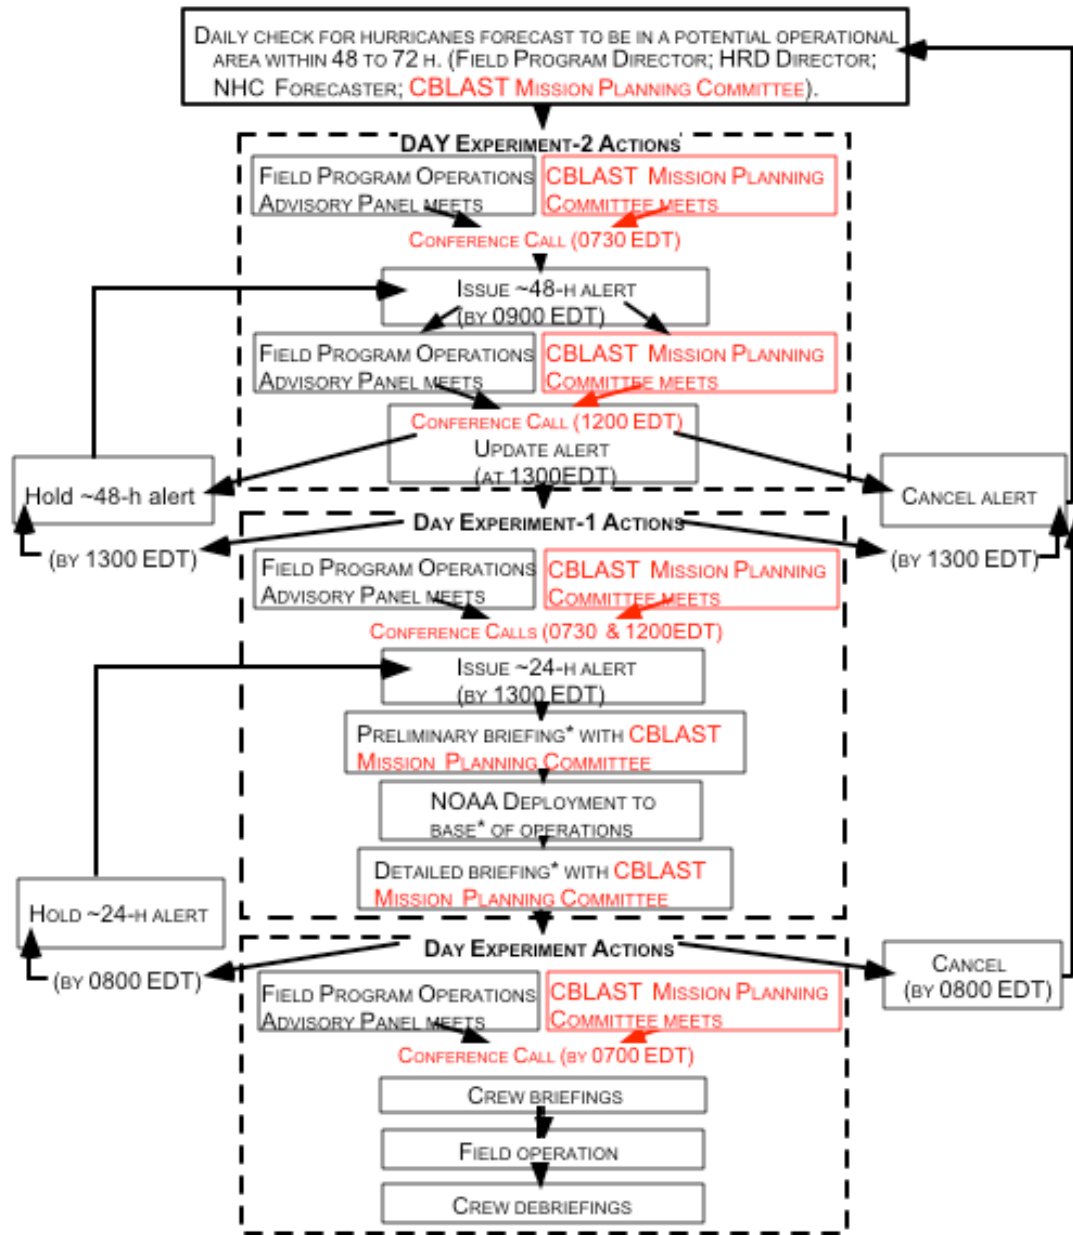 DAILY CHECK FOR HURRICANES FORECAST TO BE IN A POTENTIAL OPERATIONAL
AREA WITHIN 48 TO 72 H. (FIELD PROGRAM DIRECTOR; HRD DIRECTOR;
NHC FORECASTER; CBLAST MISSION PLANNING COMMITTEE).
DAY EXPERIMENT-2 ACTIONS
FIELD PROGRAM OPERATIONS
ADVISORY PANEL MEETS
CBLAST MISSION PLANNING
COMMITTEE MEETS
CONFERENCE CALL (0730 EDT)
ISSUE ~48-H ALERT
(BY 0900 EDT)
FIELD PROGRAM OPERATIONS
ADVISORY PANEL MEETS
CBLAST MISSION PLANNING
COMMITTEE MEETS
CONFERENCE CALL (1200 EDT)
UPDATE ALERT
(AT 1300EDT)
Hold ~48-h alert
(BY 1300 EDT)
CANCEL ALERT
(BY 1300 EDT)
DAY EXPERIMENT-1 ACTIONS
FIELD PROGRAM OPERATIONS
ADVISORY PANEL MEETS
CBLAST MISSION PLANNING
COMMITTEE MEETS
CONFERENCE CALLS (0730 & 1200EDT)
ISSUE ~24-H ALERT
(BY 1300 EDT)
PRELIMINARY BRIEFING* WITH CBLAST
MISSION PLANNING COMMITTEE
NOAA DEPLOYMENT TO
BASE* OF OPERATIONS
DETAILED BRIEFING* WITH CBLAST
MISSION PLANNING COMMITTEE
HOLD ~24-H ALERT
(BY 0800 EDT)
CANCEL
(BY 0800 EDT)
DAY EXPERIMENT ACTIONS
FIELD PROGRAM OPERATIONS
ADVISORY PANEL MEETS
CBLAST MISSION PLANNING
COMMITTEE MEETS
CONFERENCE CALL (BY 0700 EDT)
CREW BRIEFINGS
FIELD OPERATION
CREW DEBRIEFINGS